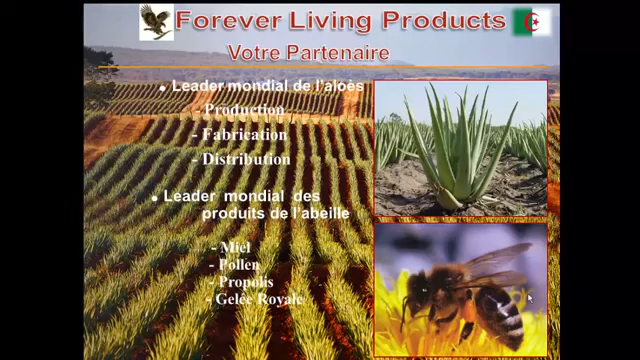 Forever Living Products
Votre Partenaire
• Leader mondial de l'aloès
- Production
- Fabrication
- Distribution
• Leader mondial des
produits de l'abeille
- Miel
- Pollen
- Propolis
- Gelée Royale